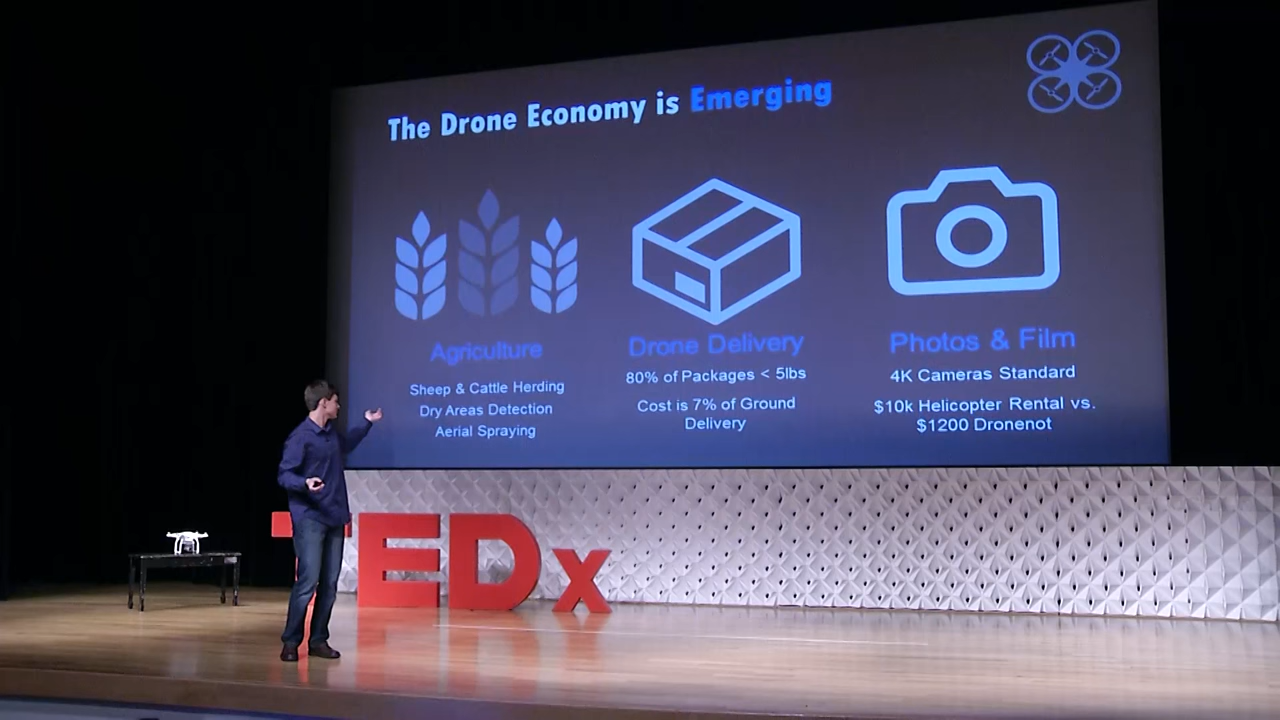 The Drone Economy is Emerging
Agriculture
Sheep & Cattle Herding
Dry Areas Detection
Aerial Spraying
Drone Delivery
80% of Packages < 5lbs
Cost is 7% of Ground
Delivery
Photos & Film
4K Cameras Standard
$10k Helicopter Rental vs.
$1200 Dronenot
TEDx